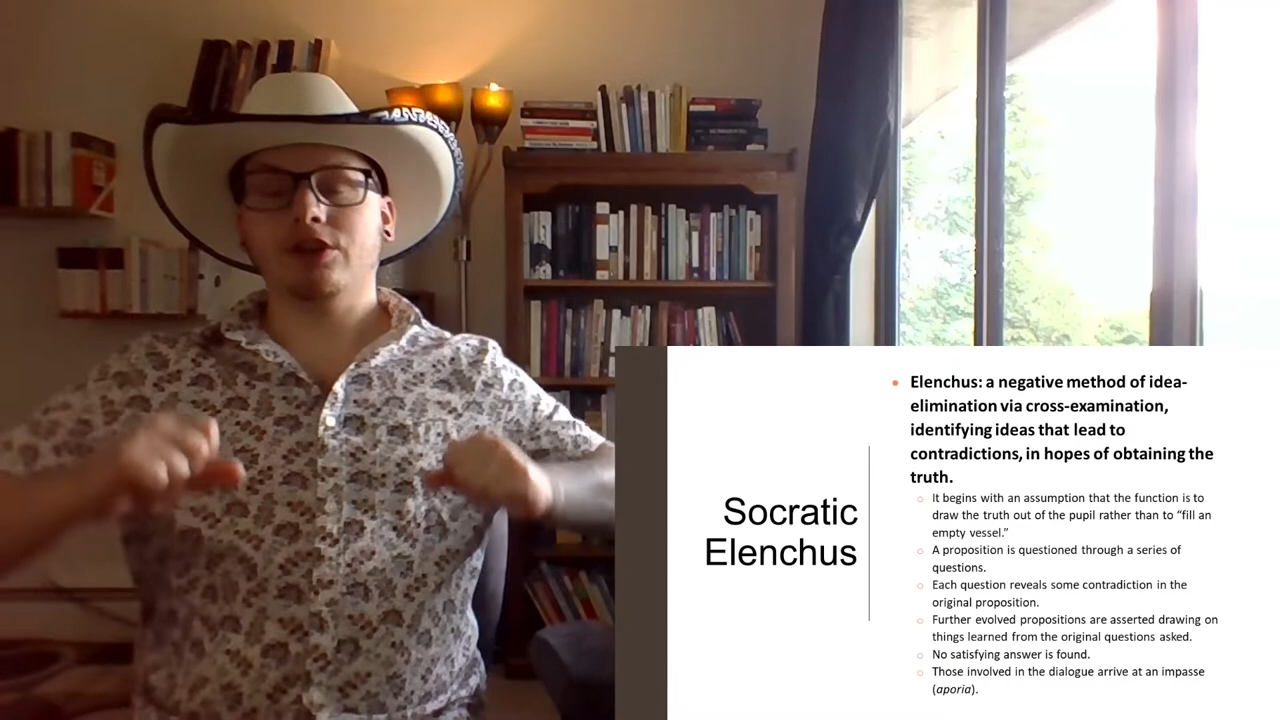 Socratic
Elenchus
Elenchus: a negative method of idea-
elimination via cross-examination,
identifying ideas that lead to
contradictions, in hopes of obtaining the
truth.
It begins with an assumption that the function is to
draw the truth out of the pupil rather than to “fill an
empty vessel.”
A proposition is questioned through a series of
questions.
Each question reveals some contradiction in the
original proposition.
Further evolved propositions are asserted drawing on
things learned from the original questions asked.
No satisfying answer is found.
Those involved in the dialogue arrive at an impasse
(aporia).